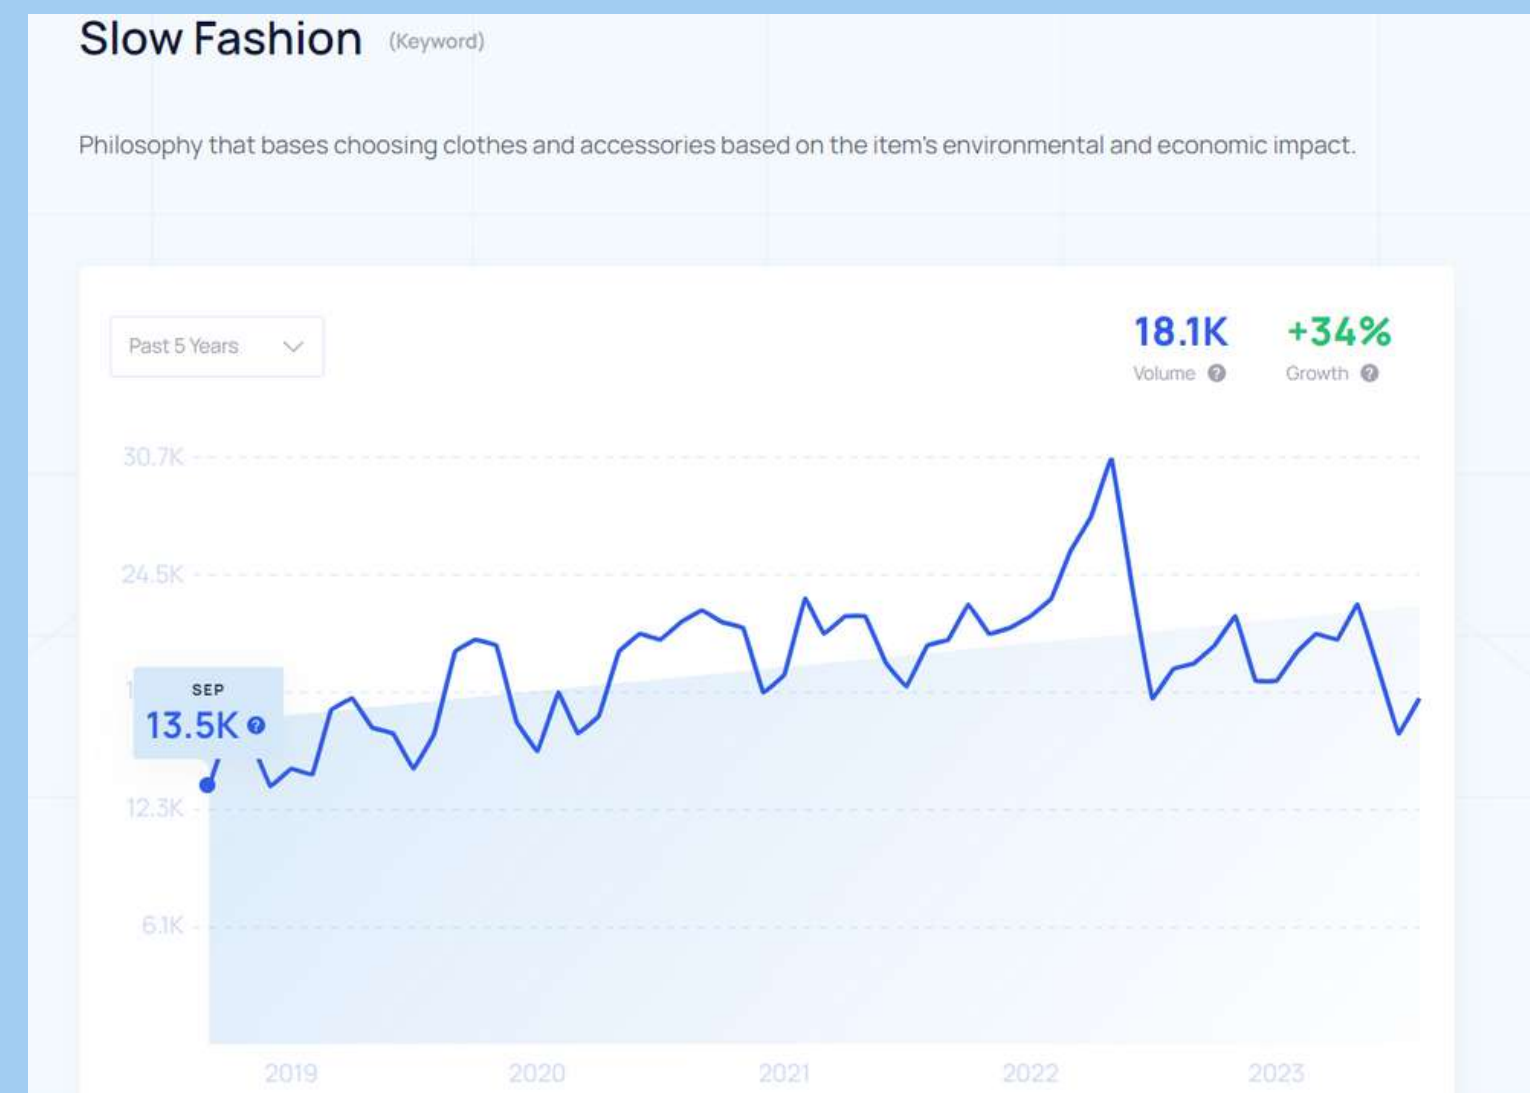 Slow Fashion (Keyword)
Philosophy that bases choosing clothes and accessories based on the item's environmental and economic impact.
Past 5 Years
18.1K +34%
Volume ? Growth ?
30.7K
24.5K
SEP
13.5K ?
12.3K
6.1K
2019 2020 2021 2022 2023